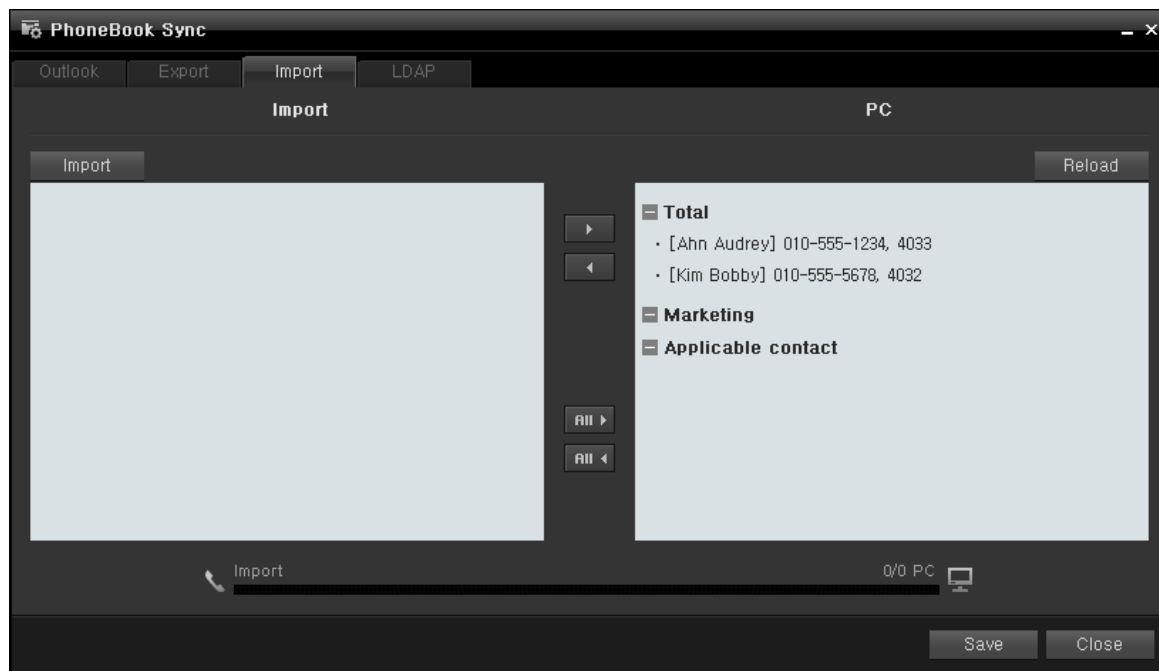 PhoneBook Sync
Outlook Export Import LDAP
Import PC
Import Reload
Total
· [Ahn Audrey] 010-555-1234, 4033
· [Kim Bobby] 010-555-5678, 4032
Marketing
Applicable contact
All
All
Import 0/0 PC
Save Close